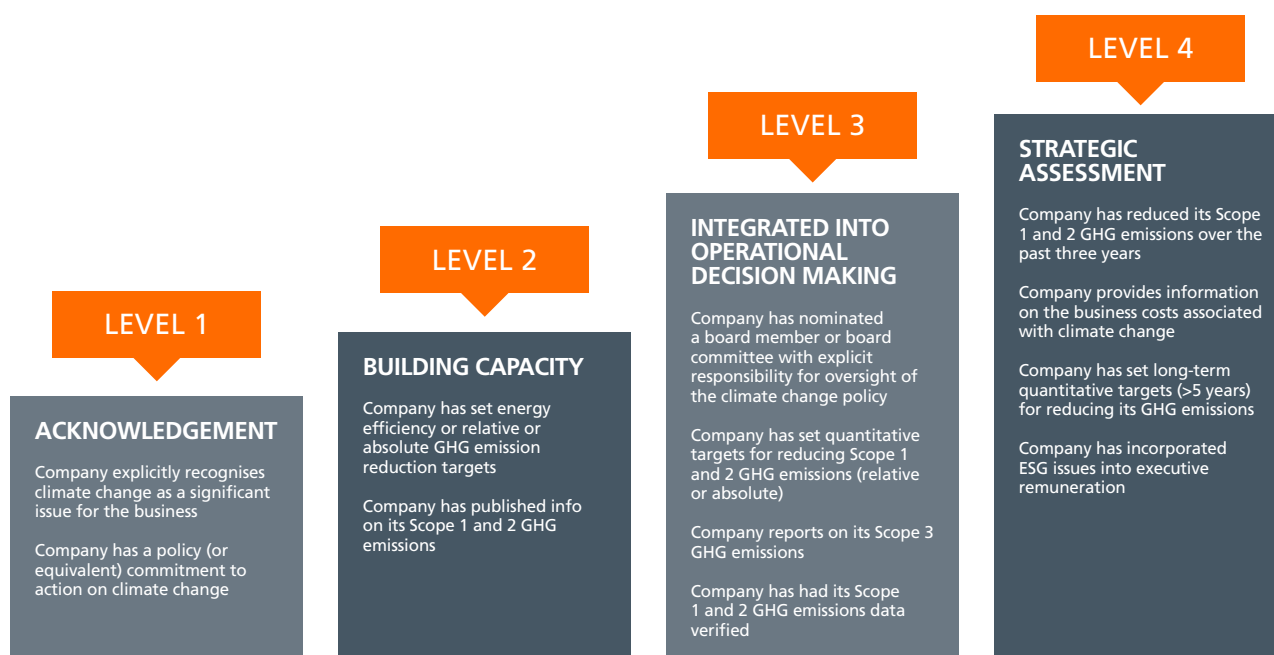 LEVEL 1
ACKNOWLEDGEMENT
Company explicitly recognises
climate change as a significant
issue for the business
Company has a policy (or
equivalent) commitment to
action on climate change
LEVEL 2
BUILDING CAPACITY
Company has set energy
efficiency or relative or
absolute GHG emission
reduction targets
Company has published info
on its Scope 1 and 2 GHG
emissions
LEVEL 3
INTEGRATED INTO
OPERATIONAL
DECISION MAKING
Company has nominated
a board member or board
committee with explicit
responsibility for oversight of
the climate change policy
Company has set quantitative
targets for reducing Scope 1
and 2 GHG emissions (relative
or absolute)
Company reports on its Scope 3
GHG emissions
Company has had its Scope
1 and 2 GHG emissions data
verified
LEVEL 4
STRATEGIC
ASSESSMENT
Company has reduced its Scope
1 and 2 GHG emissions over the
past three years
Company provides information
on the business costs associated
with climate change
Company has set long-term
quantitative targets (>5 years)
for reducing its GHG emissions
Company has incorporated
ESG issues into executive
remuneration